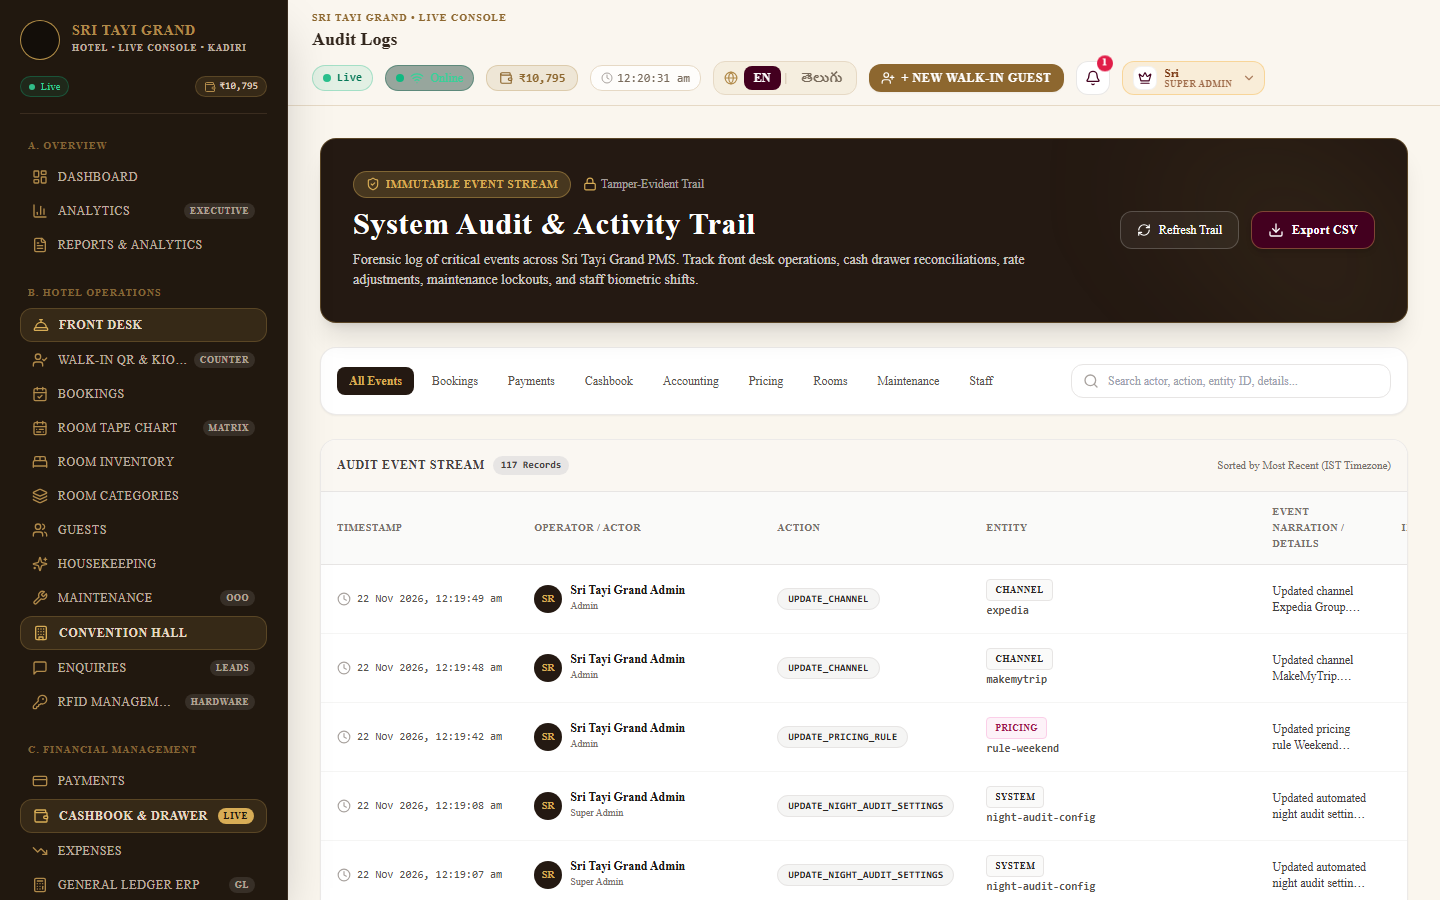 SRI TAYI GRAND
HOTEL • LIVE CONSOLE • KADIRI
Live
₹10,795
A. OVERVIEW
DASHBOARD
ANALYTICS
EXECUTIVE
REPORTS & ANALYTICS
B. HOTEL OPERATIONS
FRONT DESK
WALK-IN QR & KIO...
COUNTER
BOOKINGS
ROOM TAPE CHART
MATRIX
ROOM INVENTORY
ROOM CATEGORIES
GUESTS
HOUSEKEEPING
MAINTENANCE
OOO
CONVENTION HALL
ENQUIRIES
LEADS
RFID MANAGEM...
HARDWARE
C. FINANCIAL MANAGEMENT
PAYMENTS
CASHBOOK & DRAWER
LIVE
EXPENSES
GENERAL LEDGER ERP
GL
SRI TAYI GRAND • LIVE CONSOLE
Audit Logs
Live
₹10,795
12:20:31 am
EN
తెలుగు
+ NEW WALK-IN GUEST
1
Sri
SUPER ADMIN
IMMUTABLE EVENT STREAM
Tamper-Evident Trail
System Audit & Activity Trail
Forensic log of critical events across Sri Tayi Grand PMS. Track front desk operations, cash drawer reconciliations, rate
adjustments, maintenance lockouts, and staff biometric shifts.
Refresh Trail
Export CSV
All Events
Bookings
Payments
Cashbook
Accounting
Pricing
Rooms
Maintenance
Staff
Search actor, action, entity ID, details...
AUDIT EVENT STREAM
117 Records
Sorted by Most Recent (IST Timezone)
TIMESTAMP
OPERATOR / ACTOR
ACTION
ENTITY
EVENT
NARRATION /
DETAILS
22 Nov 2026, 12:19:49 am
SR
Sri Tayi Grand Admin
Admin
UPDATE_CHANNEL
CHANNEL
expedia
Updated channel
Expedia Group....
22 Nov 2026, 12:19:48 am
SR
Sri Tayi Grand Admin
Admin
UPDATE_CHANNEL
CHANNEL
makemytrip
Updated channel
MakeMyTrip....
22 Nov 2026, 12:19:42 am
SR
Sri Tayi Grand Admin
Admin
UPDATE_PRICING_RULE
PRICING
rule-weekend
Updated pricing
rule Weekend...
22 Nov 2026, 12:19:08 am
SR
Sri Tayi Grand Admin
Super Admin
UPDATE_NIGHT_AUDIT_SETTINGS
SYSTEM
night-audit-config
Updated automated
night audit settin...
22 Nov 2026, 12:19:07 am
SR
Sri Tayi Grand Admin
Super Admin
UPDATE_NIGHT_AUDIT_SETTINGS
SYSTEM
night-audit-config
Updated automated
night audit settin...